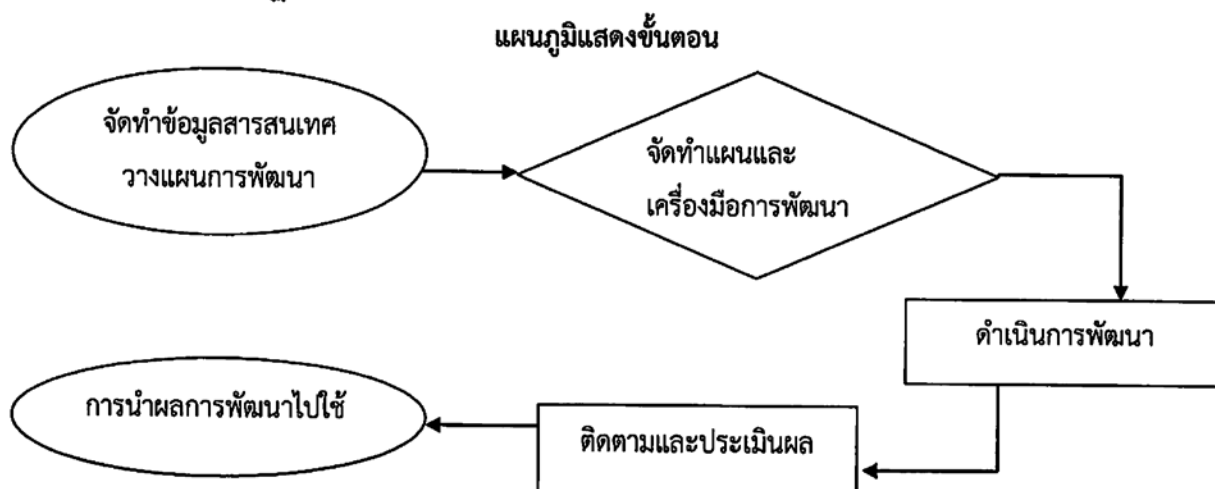 แผนภูมิแสดงขั้นตอน
จัดทำข้อมูลสารสนเทศ
วางแผนการพัฒนา
จัดทำแผนและ
เครื่องมือการพัฒนา
ดำเนินการพัฒนา
ติดตามและประเมินผล
การนำผลการพัฒนาไปใช้